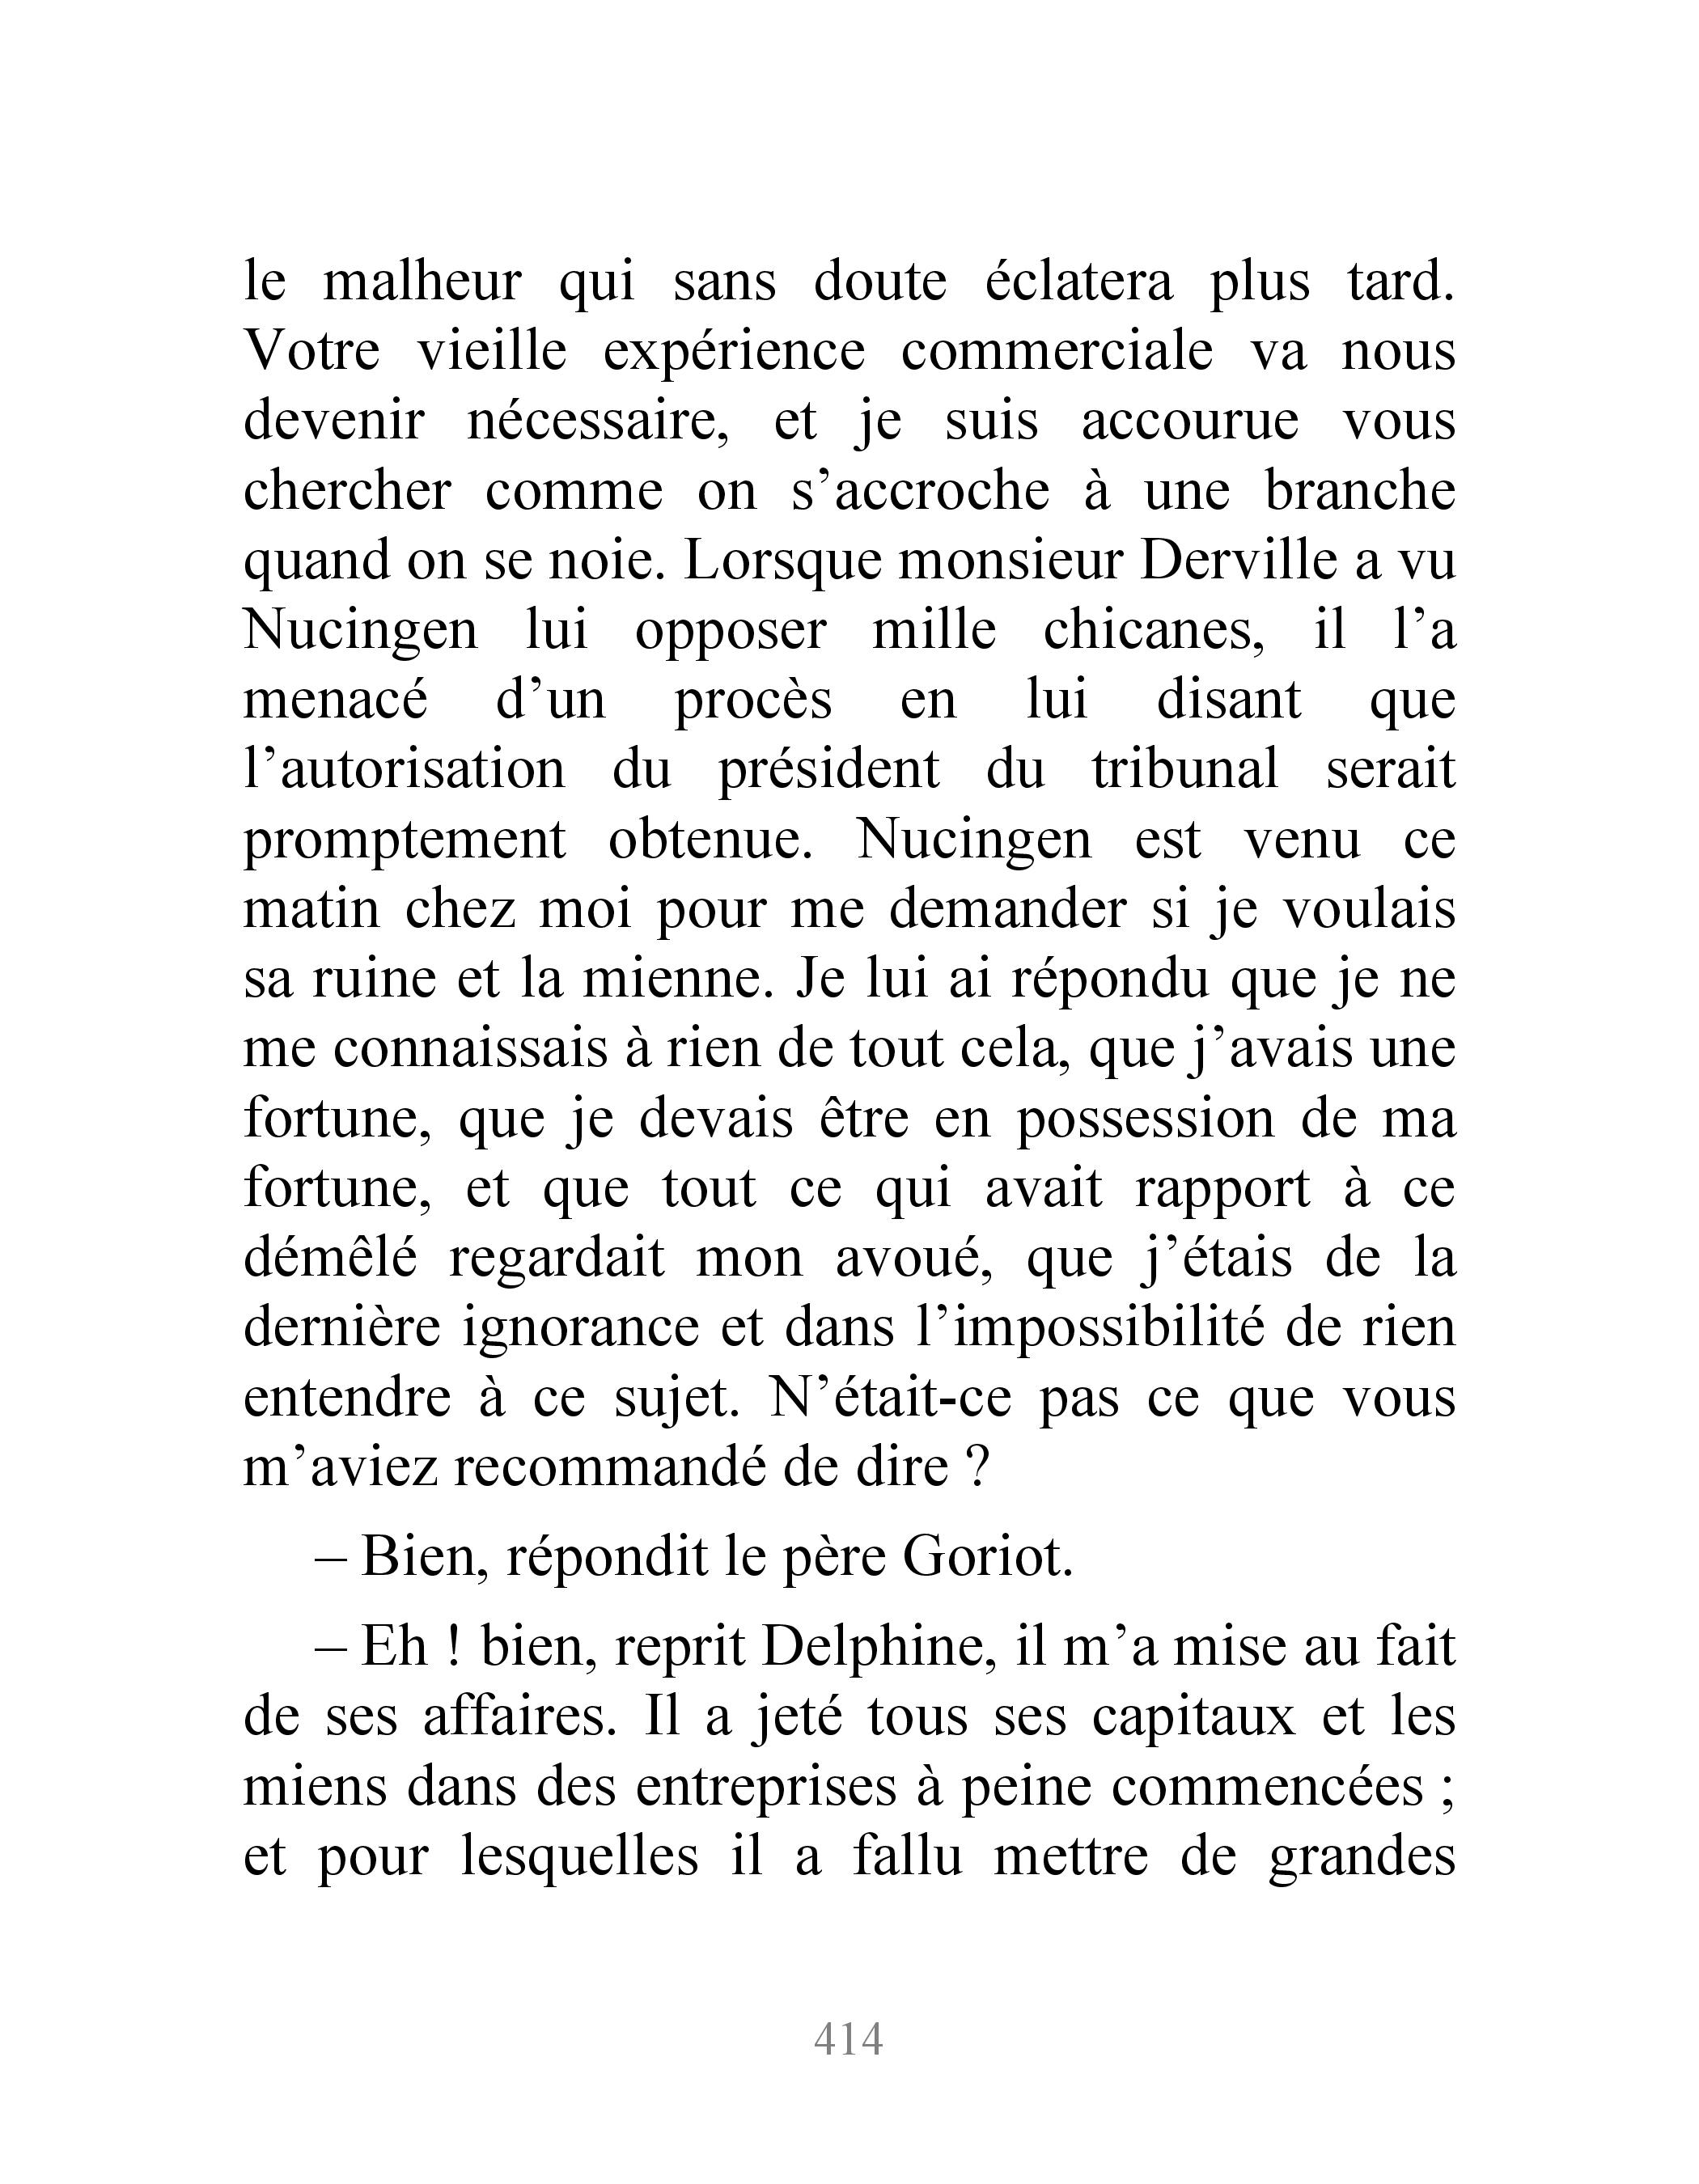 le malheur qui sans doute éclatera plus tard.
Votre vieille expérience commerciale va nous
devenir nécessaire, et je suis accourue vous
chercher comme on s’accroche à une branche
quand on se noie. Lorsque monsieur Derville a vu
Nucingen lui opposer mille chicanes, il l’a
menacé d’un procès en lui disant que
l’autorisation du président du tribunal serait
promptement obtenue. Nucingen est venu ce
matin chez moi pour me demander si je voulais
sa ruine et la mienne. Je lui ai répondu que je ne
me connaissais à rien de tout cela, que j’avais une
fortune, que je devais être en possession de ma
fortune, et que tout ce qui avait rapport à ce
démêlé regardait mon avoué, que j’étais de la
dernière ignorance et dans l’impossibilité de rien
entendre à ce sujet. N’était-ce pas ce que vous
m’aviez recommandé de dire ?
– Bien, répondit le père Goriot.
– Eh ! bien, reprit Delphine, il m’a mise au fait
de ses affaires. Il a jeté tous ses capitaux et les
miens dans des entreprises à peine commencées ;
et pour lesquelles il a fallu mettre de grandes
414